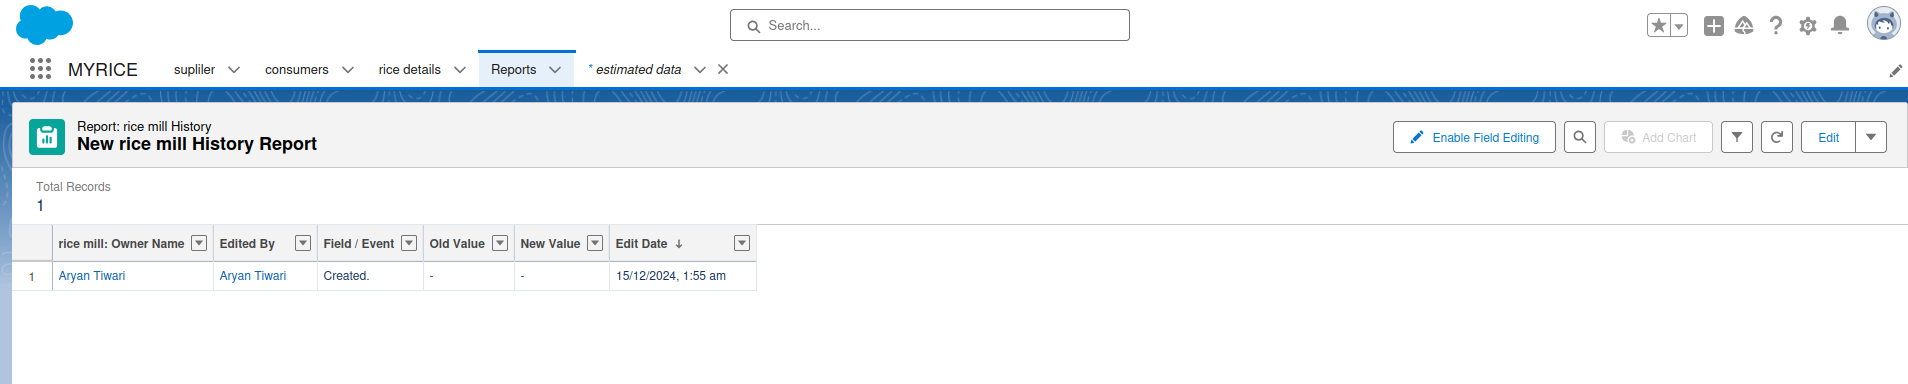 Search...
MYRICE supliler consumers rice details Reports * estimated data
Report: rice mill History
New rice mill History Report
Enable Field Editing Add Chart Edit
Total Records
1
rice mill: Owner Name Edited By Field / Event Old Value New Value Edit Date ↓
1 Aryan Tiwari Aryan Tiwari Created. - - 15/12/2024, 1:55 am